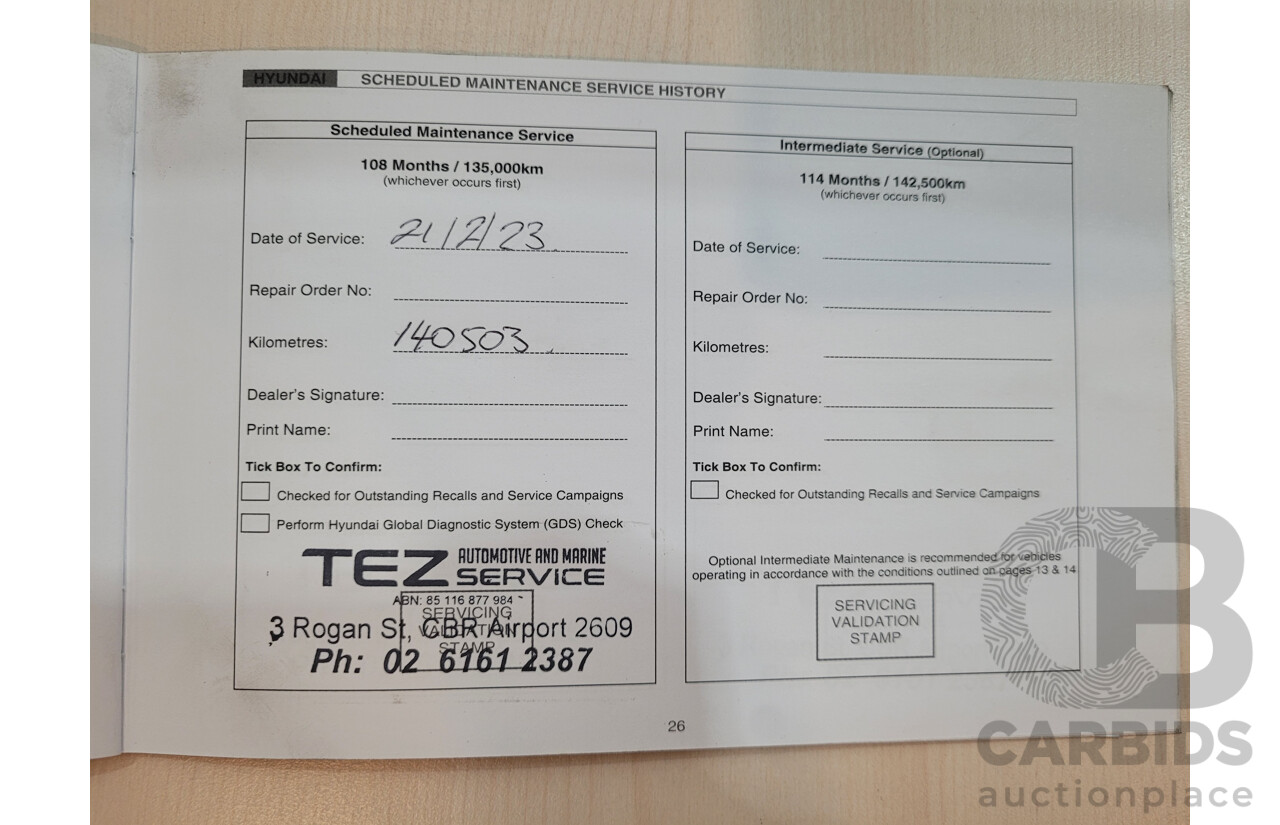 HYUNDAI SCHEDULED MAINTENANCE SERVICE HISTORY
Scheduled Maintenance Service
108 Months / 135,000km
(whichever occurs first)
Date of Service: 21/2/23
Repair Order No:
Kilometres: 140503
Dealer's Signature:
Print Name:
Tick Box To Confirm:
Checked for Outstanding Recalls and Service Campaigns
Perform Hyundai Global Diagnostic System (GDS) Check
TEZ AUTOMOTIVE AND MARINE
SERVICE
ABN: 85 116 877 984
SERVICING
VALIDATION
STAMP
3 Rogan St, CBR Airport 2609
Ph: 02 6161 2387
Intermediate Service (Optional)
114 Months / 142,500km
(whichever occurs first)
Date of Service:
Repair Order No:
Kilometres:
Dealer's Signature:
Print Name:
Tick Box To Confirm:
Checked for Outstanding Recalls and Service Campaigns
Optional Intermediate Maintenance is recommended for vehicles
operating in accordance with the conditions outlined on pages 13 & 14
SERVICING
VALIDATION
STAMP
26
CARBIDS
auctionplace